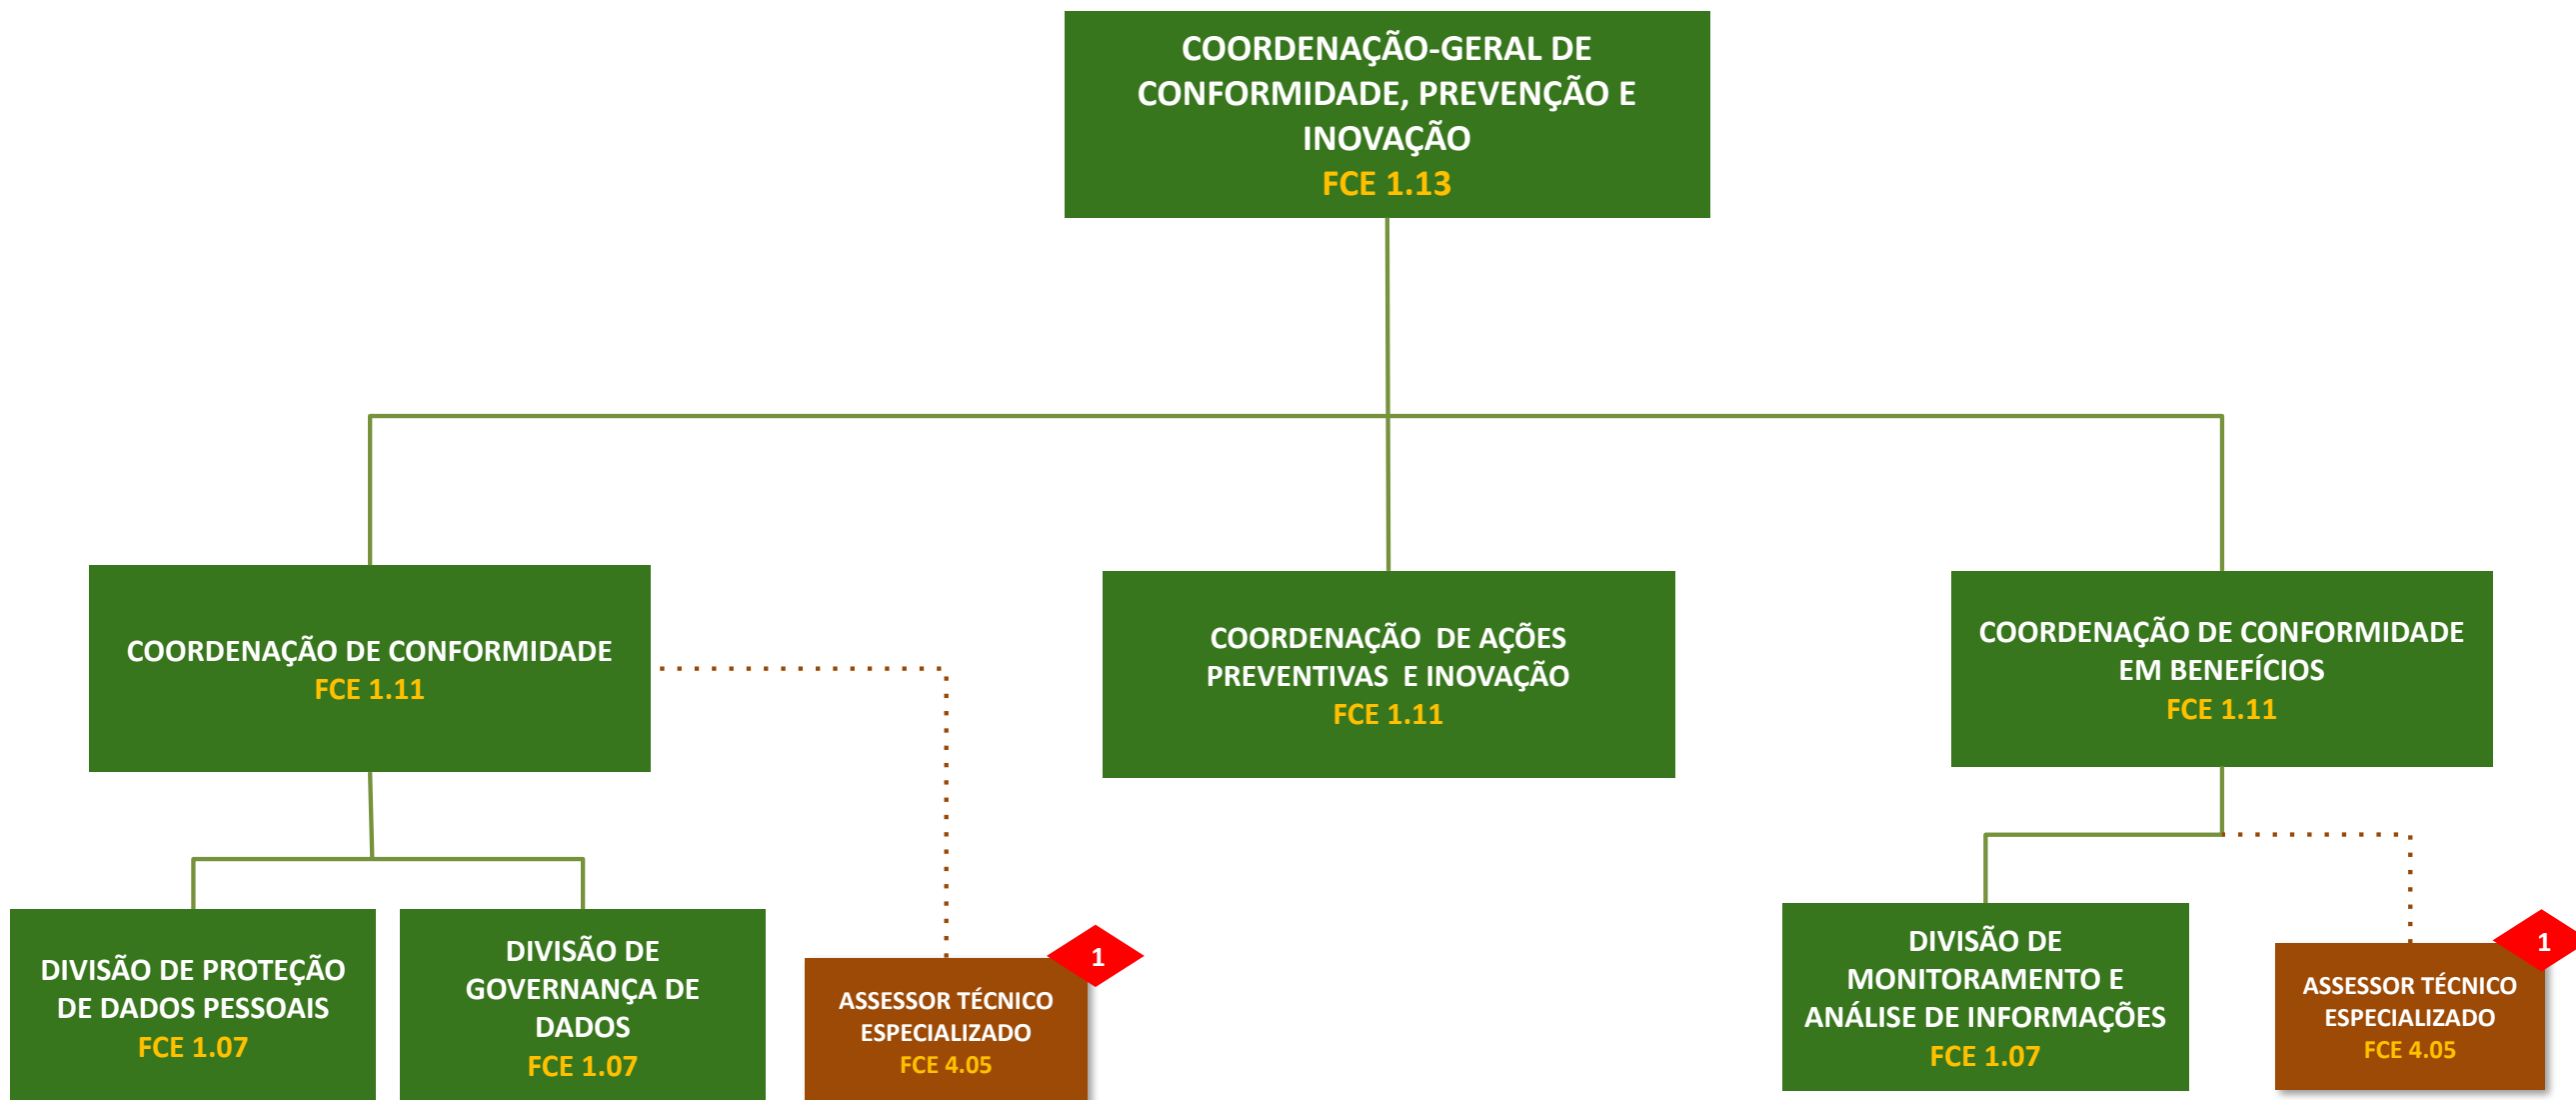 COORDENAÇÃO-GERAL DE
CONFORMIDADE, PREVENÇÃO E
INOVAÇÃO
FCE 1.13
COORDENAÇÃO DE CONFORMIDADE
FCE 1.11
COORDENAÇÃO DE AÇÕES
PREVENTIVAS E INOVAÇÃO
FCE 1.11
COORDENAÇÃO DE CONFORMIDADE
EM BENEFÍCIOS
FCE 1.11
DIVISÃO DE PROTEÇÃO
DE DADOS PESSOAIS
FCE 1.07
DIVISÃO DE
GOVERNANÇA DE
DADOS
FCE 1.07
1
ASSESSOR TÉCNICO
ESPECIALIZADO
FCE 4.05
DIVISÃO DE
MONITORAMENTO E
ANÁLISE DE INFORMAÇÕES
FCE 1.07
1
ASSESSOR TÉCNICO
ESPECIALIZADO
FCE 4.05